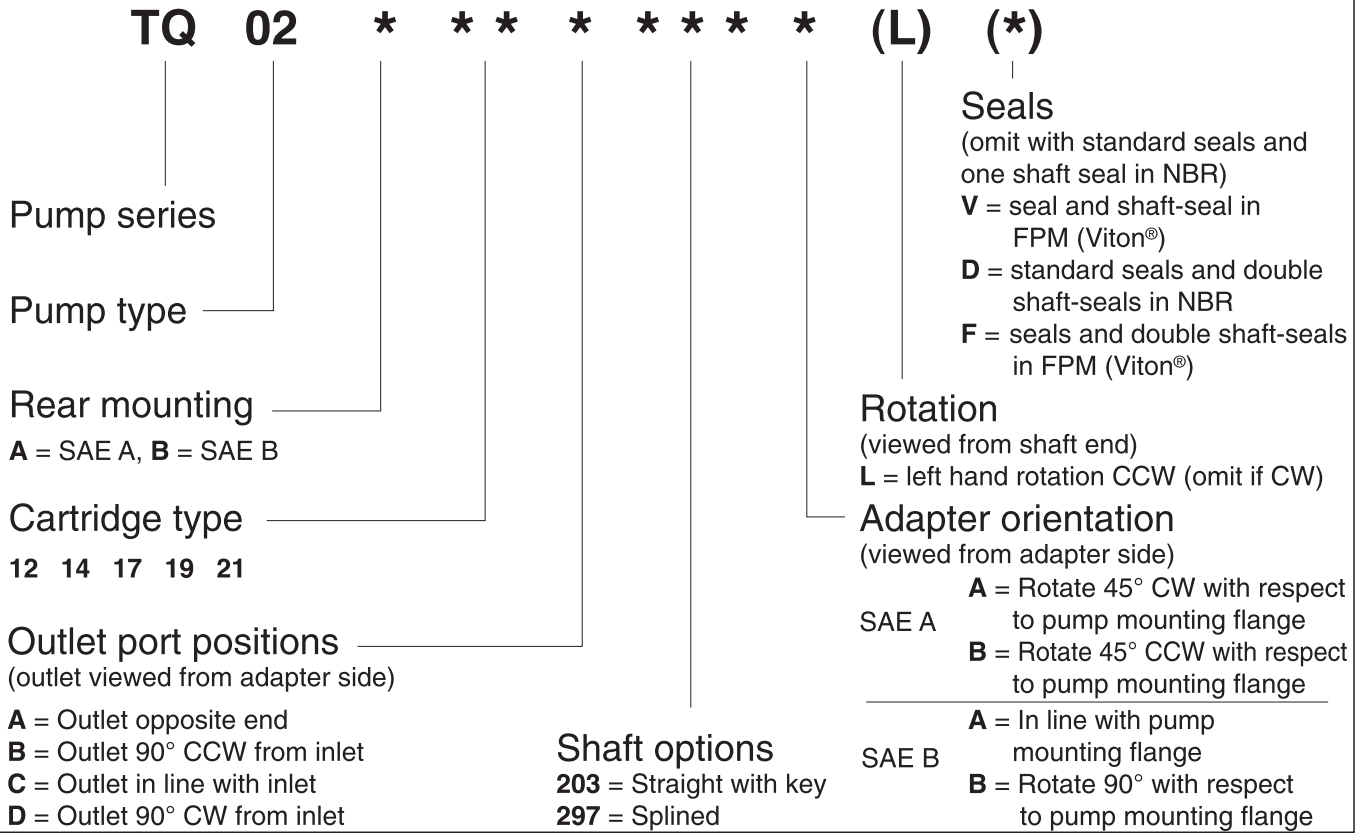 TQ 02 * * * * * * * * (L) (*)
Pump series
Pump type
Rear mounting
A = SAE A, B = SAE B
Cartridge type
12 14 17 19 21
Outlet port positions
(outlet viewed from adapter side)
A = Outlet opposite end
B = Outlet 90° CCW from inlet
C = Outlet in line with inlet
D = Outlet 90° CW from inlet
Shaft options
203 = Straight with key
297 = Splined
Seals
(omit with standard seals and
one shaft seal in NBR)
V = seal and shaft-seal in
FPM (Viton®)
D = standard seals and double
shaft-seals in NBR
F = seals and double shaft-seals
in FPM (Viton®)
Rotation
(viewed from shaft end)
L = left hand rotation CCW (omit if CW)
Adapter orientation
(viewed from adapter side)
SAE A
A = Rotate 45° CW with respect
to pump mounting flange
B = Rotate 45° CCW with respect
to pump mounting flange
SAE B
A = In line with pump
mounting flange
B = Rotate 90° with respect
to pump mounting flange